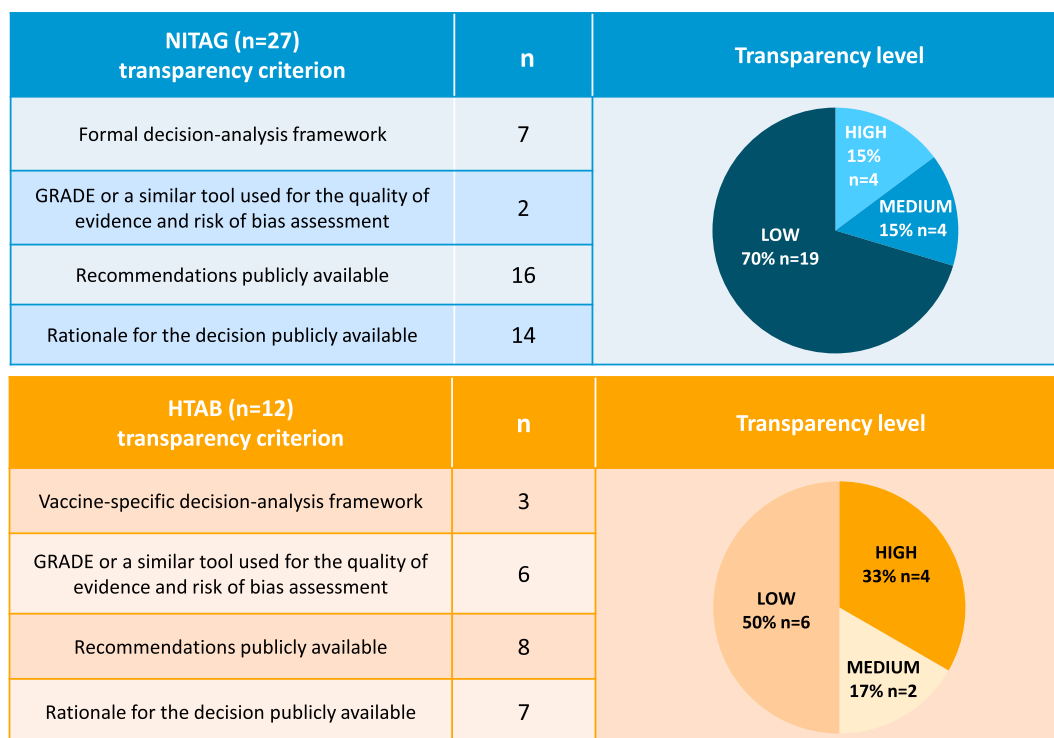 NITAG (n=27)
transparency criterion
n
Transparency level
Formal decision-analysis framework
7
GRADE or a similar tool used for the quality of
evidence and risk of bias assessment
2
Recommendations publicly available
16
Rationale for the decision publicly available
14
HIGH
15%
n=4
MEDIUM
15% n=4
LOW
70% n=19
HTAB (n=12)
transparency criterion
n
Transparency level
Vaccine-specific decision-analysis framework
3
GRADE or a similar tool used for the quality of
evidence and risk of bias assessment
6
Recommendations publicly available
8
Rationale for the decision publicly available
7
HIGH
33% n=4
LOW
50% n=6
MEDIUM
17% n=2